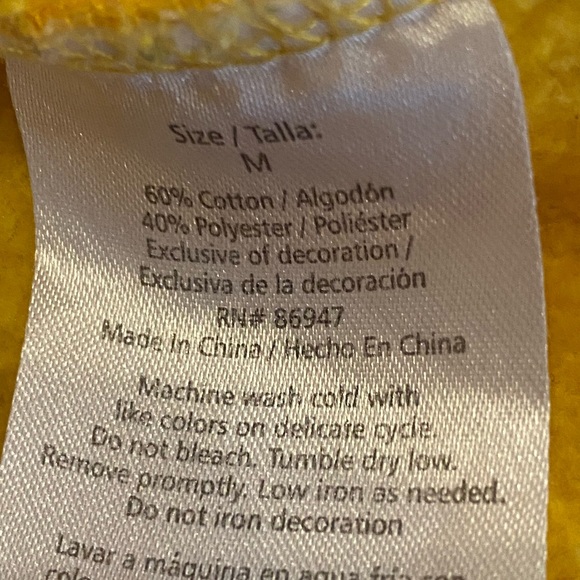 Size / Talla:
M
60% Cotton / Algodón
40% Polyester / Poliéster
Exclusive of decoration /
Exclusiva de la decoración
RN# 86947
Made In China / Hecho En China
Machine wash cold with
like colors on delicate cycle.
Do not bleach. Tumble dry low.
Remove promptly. Low iron as needed.
Do not iron decoration
Lavar a máquina en agua fría con